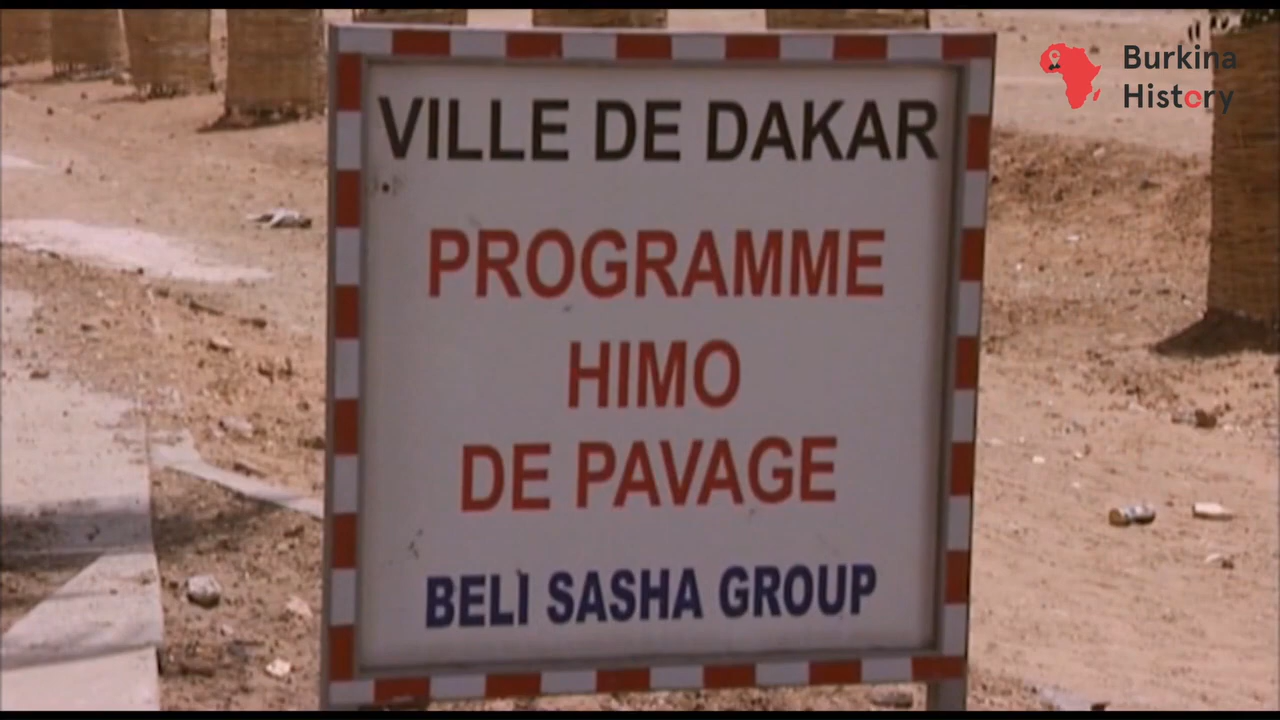 VILLE DE DAKAR
PROGRAMME
HIMO
DE PAVAGE
BELI SASHA GROUP
Burkina
History